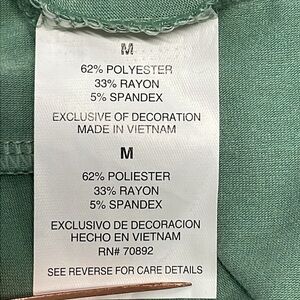 M
62% POLYESTER
33% RAYON
5% SPANDEX
EXCLUSIVE OF DECORATION
MADE IN VIETNAM
M
62% POLIESTER
33% RAYON
5% SPANDEX
EXCLUSIVO DE DECORACION
HECHO EN VIETNAM
RN# 70892
SEE REVERSE FOR CARE DETAILS